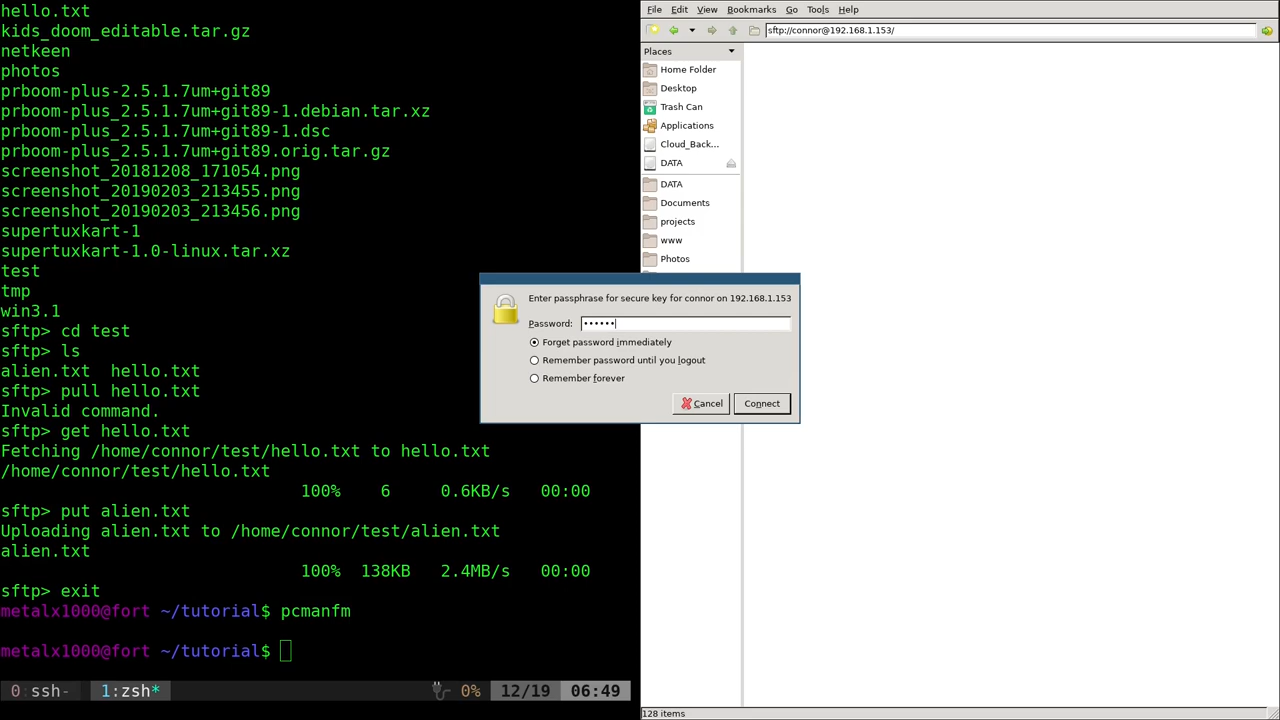 hello.txt
kids_doom_editable.tar.gz
netkeen
photos
prboom-plus-2.5.1.7um+git89
prboom-plus_2.5.1.7um+git89-1.debian.tar.xz
prboom-plus_2.5.1.7um+git89-1.dsc
prboom-plus_2.5.1.7um+git89.orig.tar.gz
screenshot_20181208_171054.png
screenshot_20190203_213455.png
screenshot_20190203_213456.png
supertuxkart-1
supertuxkart-1.0-linux.tar.xz
test
tmp
win3.1
sftp> cd test
sftp> ls
alien.txt  hello.txt
sftp> pull hello.txt
Invalid command.
sftp> get hello.txt
Fetching /home/connor/test/hello.txt to hello.txt
/home/connor/test/hello.txt
100%    6     0.6KB/s   00:00
sftp> put alien.txt
Uploading alien.txt to /home/connor/test/alien.txt
alien.txt
100%  138KB   2.4MB/s   00:00
sftp> exit
metalx1000@fort ~/tutorial$ pcmanfm
metalx1000@fort ~/tutorial$
0 ssh- 1:zsh* 0% 12/19 06:49
File Edit View Bookmarks Go Tools Help
sftp://connor@192.168.1.153/
Places
Home Folder
Desktop
Trash Can
Applications
Cloud_Back...
DATA
DATA
Documents
projects
www
Photos
Enter passphrase for secure key for connor on 192.168.1.153
Password: ••••••
Forget password immediately
Remember password until you logout
Remember forever
Cancel Connect
128 items